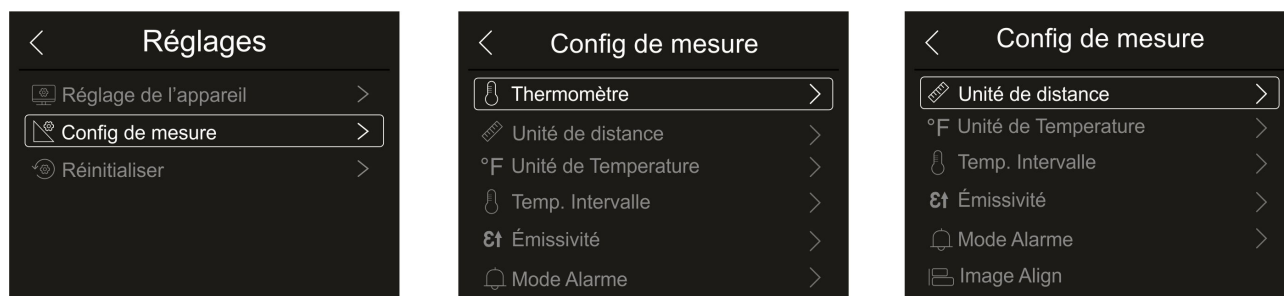 Réglages
Réglage de l'appareil
Config de mesure
Réinitialiser
Config de mesure
Thermomètre
Unité de distance
°F Unité de Temperature
Temp. Intervalle
Ɛ↑ Émissivité
Mode Alarme
Config de mesure
Unité de distance
°F Unité de Temperature
Temp. Intervalle
Ɛ↑ Émissivité
Mode Alarme
Image Align